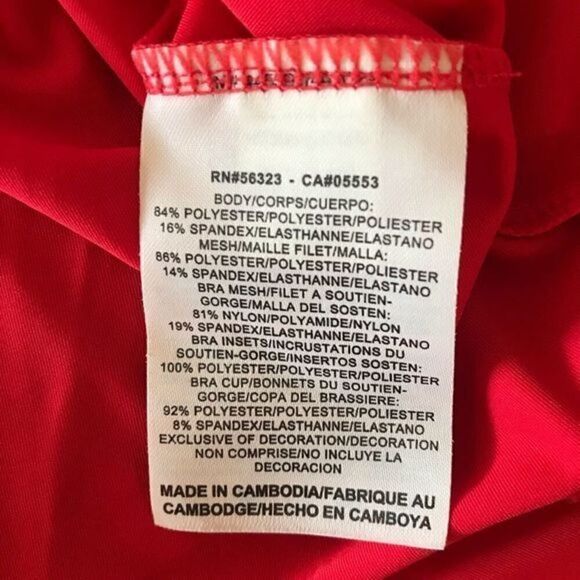 RN#56323 - CA#05553
BODY/CORPS/CUERPO:
84% POLYESTER/POLYESTER/POLIESTER
16% SPANDEX/ELASTHANNE/ELASTANO
MESH/MAILLE FILET/MALLA:
86% POLYESTER/POLYESTER/POLIESTER
14% SPANDEX/ELASTHANNE/ELASTANO
BRA MESH/FILET A SOUTIEN-
GORGE/MALLA DEL SOSTEN:
81% NYLON/POLYAMIDE/NYLON
19% SPANDEX/ELASTHANNE/ELASTANO
BRA INSETS/INCRUSTATIONS DU
SOUTIEN-GORGE/INSERTOS SOSTEN:
100% POLYESTER/POLYESTER/POLIESTER
BRA CUP/BONNETS DU SOUTIEN-
GORGE/COPA DEL BRASSIERE:
92% POLYESTER/POLYESTER/POLIESTER
8% SPANDEX/ELASTHANNE/ELASTANO
EXCLUSIVE OF DECORATION/DECORATION
NON COMPRISE/NO INCLUYE LA
DECORACION
MADE IN CAMBODIA/FABRIQUE AU
CAMBODGE/HECHO EN CAMBOYA